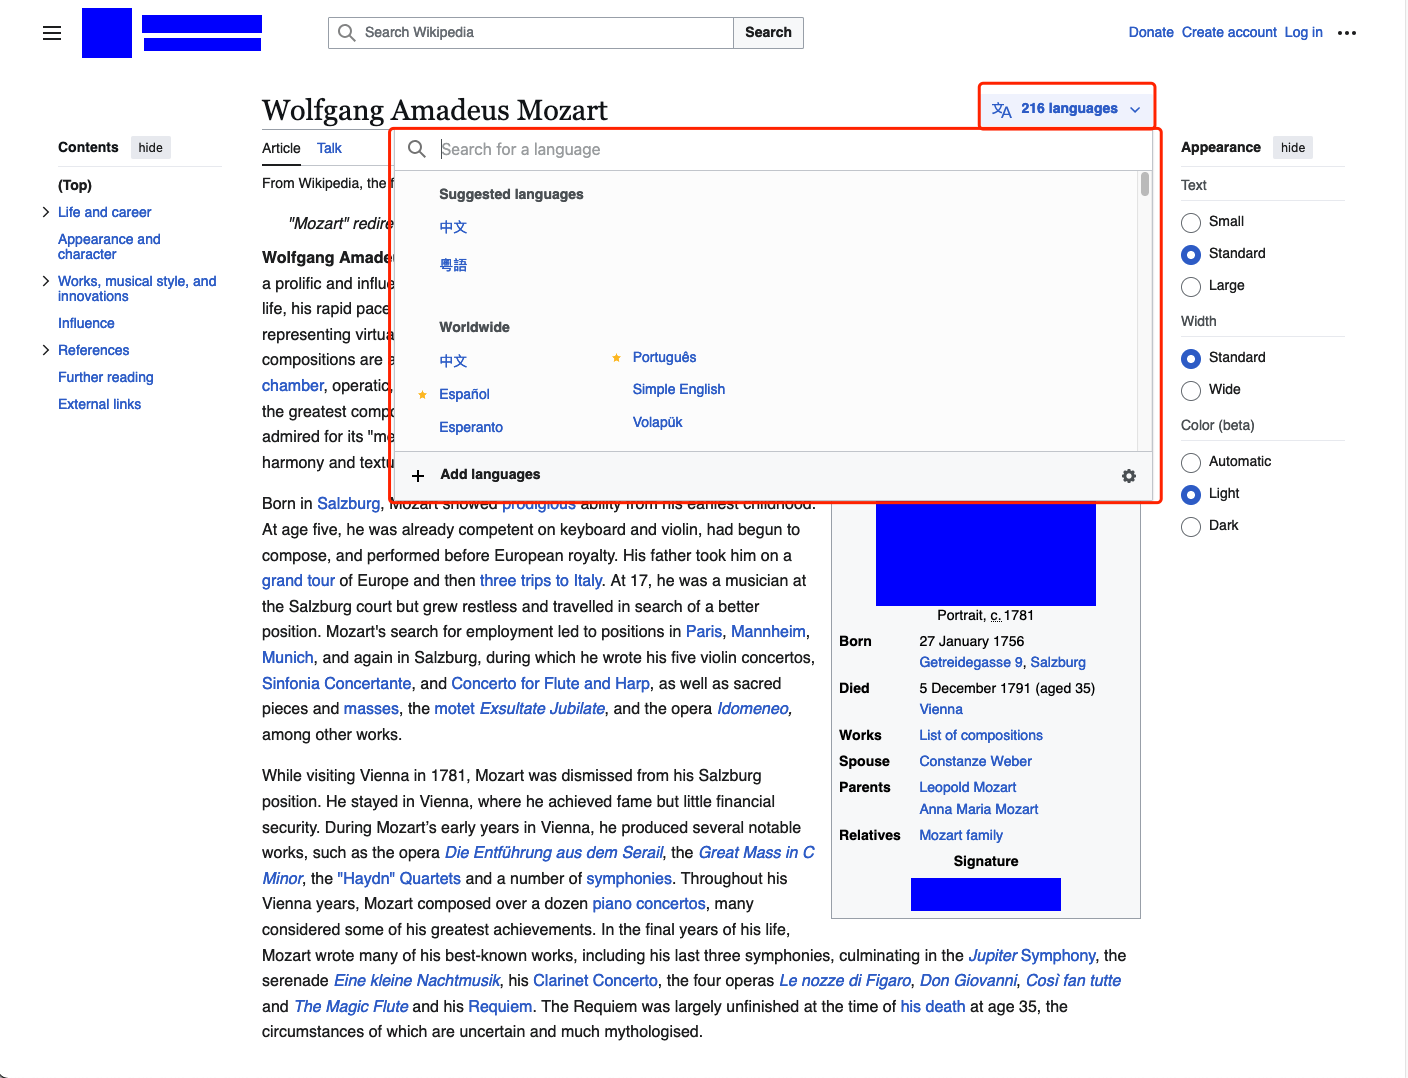 Search Wikipedia
Search
Donate
Create account
Log in
Wolfgang Amadeus Mozart
216 languages
Contents
hide
(Top)
Life and career
Appearance and
character
Works, musical style, and
innovations
Influence
References
Further reading
External links
Article
Talk
From Wikipedia, the f
"Mozart" redire
Wolfgang Amade
a prolific and influe
life, his rapid pace
representing virtua
compositions are a
chamber, operatic,
the greatest compo
admired for its "me
harmony and textu
Search for a language
Suggested languages
中文
粵語
Worldwide
中文
Español
Esperanto
Português
Simple English
Volapük
Add languages
Born in Salzburg, Mozart showed prodigious ability from his earliest childhood.
At age five, he was already competent on keyboard and violin, had begun to
compose, and performed before European royalty. His father took him on a
grand tour of Europe and then three trips to Italy. At 17, he was a musician at
the Salzburg court but grew restless and travelled in search of a better
position. Mozart's search for employment led to positions in Paris, Mannheim,
Munich, and again in Salzburg, during which he wrote his five violin concertos,
Sinfonia Concertante, and Concerto for Flute and Harp, as well as sacred
pieces and masses, the motet Exsultate Jubilate, and the opera Idomeneo,
among other works.
While visiting Vienna in 1781, Mozart was dismissed from his Salzburg
position. He stayed in Vienna, where he achieved fame but little financial
security. During Mozart’s early years in Vienna, he produced several notable
works, such as the opera Die Entführung aus dem Serail, the Great Mass in C
Minor, the "Haydn" Quartets and a number of symphonies. Throughout his
Vienna years, Mozart composed over a dozen piano concertos, many
considered some of his greatest achievements. In the final years of his life,
Mozart wrote many of his best-known works, including his last three symphonies, culminating in the Jupiter Symphony, the
serenade Eine kleine Nachtmusik, his Clarinet Concerto, the four operas Le nozze di Figaro, Don Giovanni, Così fan tutte
and The Magic Flute and his Requiem. The Requiem was largely unfinished at the time of his death at age 35, the
circumstances of which are uncertain and much mythologised.
Portrait, c. 1781
Born 27 January 1756
Getreidegasse 9, Salzburg
Died 5 December 1791 (aged 35)
Vienna
Works List of compositions
Spouse Constanze Weber
Parents Leopold Mozart
Anna Maria Mozart
Relatives Mozart family
Signature
Appearance
hide
Text
Small
Standard
Large
Width
Standard
Wide
Color (beta)
Automatic
Light
Dark